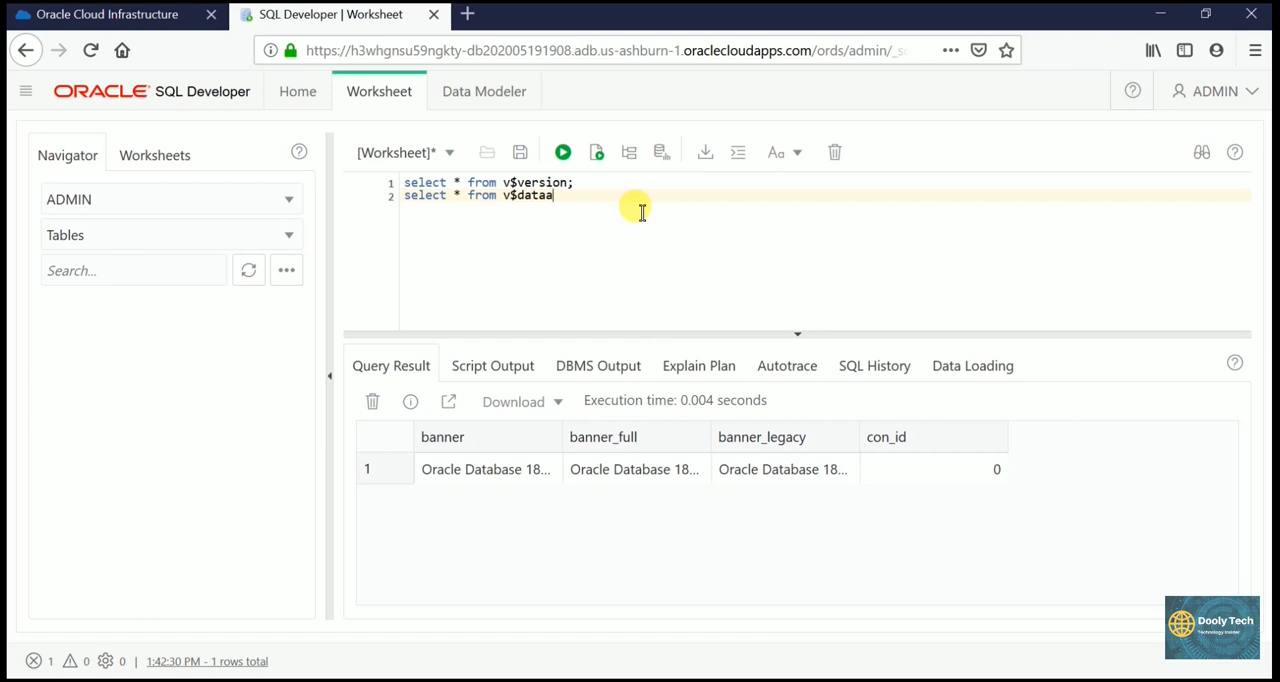 Oracle Cloud Infrastructure
SQL Developer | Worksheet
https://h3whgnsu59ngkty-db202005191908.adb.us-ashburn-1.oraclecloudapps.com/ords/admin/_s
ORACLE SQL Developer
Home
Worksheet
Data Modeler
ADMIN
Navigator
Worksheets
ADMIN
Tables
Search...
[Worksheet]*
Aa
1 select * from v$version;
2 select * from v$dataa
Query Result
Script Output
DBMS Output
Explain Plan
Autotrace
SQL History
Data Loading
Download
Execution time: 0.004 seconds
banner banner_full banner_legacy con_id
1 Oracle Database 18... Oracle Database 18... Oracle Database 18... 0
1 0 0 | 1:42:30 PM - 1 rows total
Dooly Tech
Technology Insider